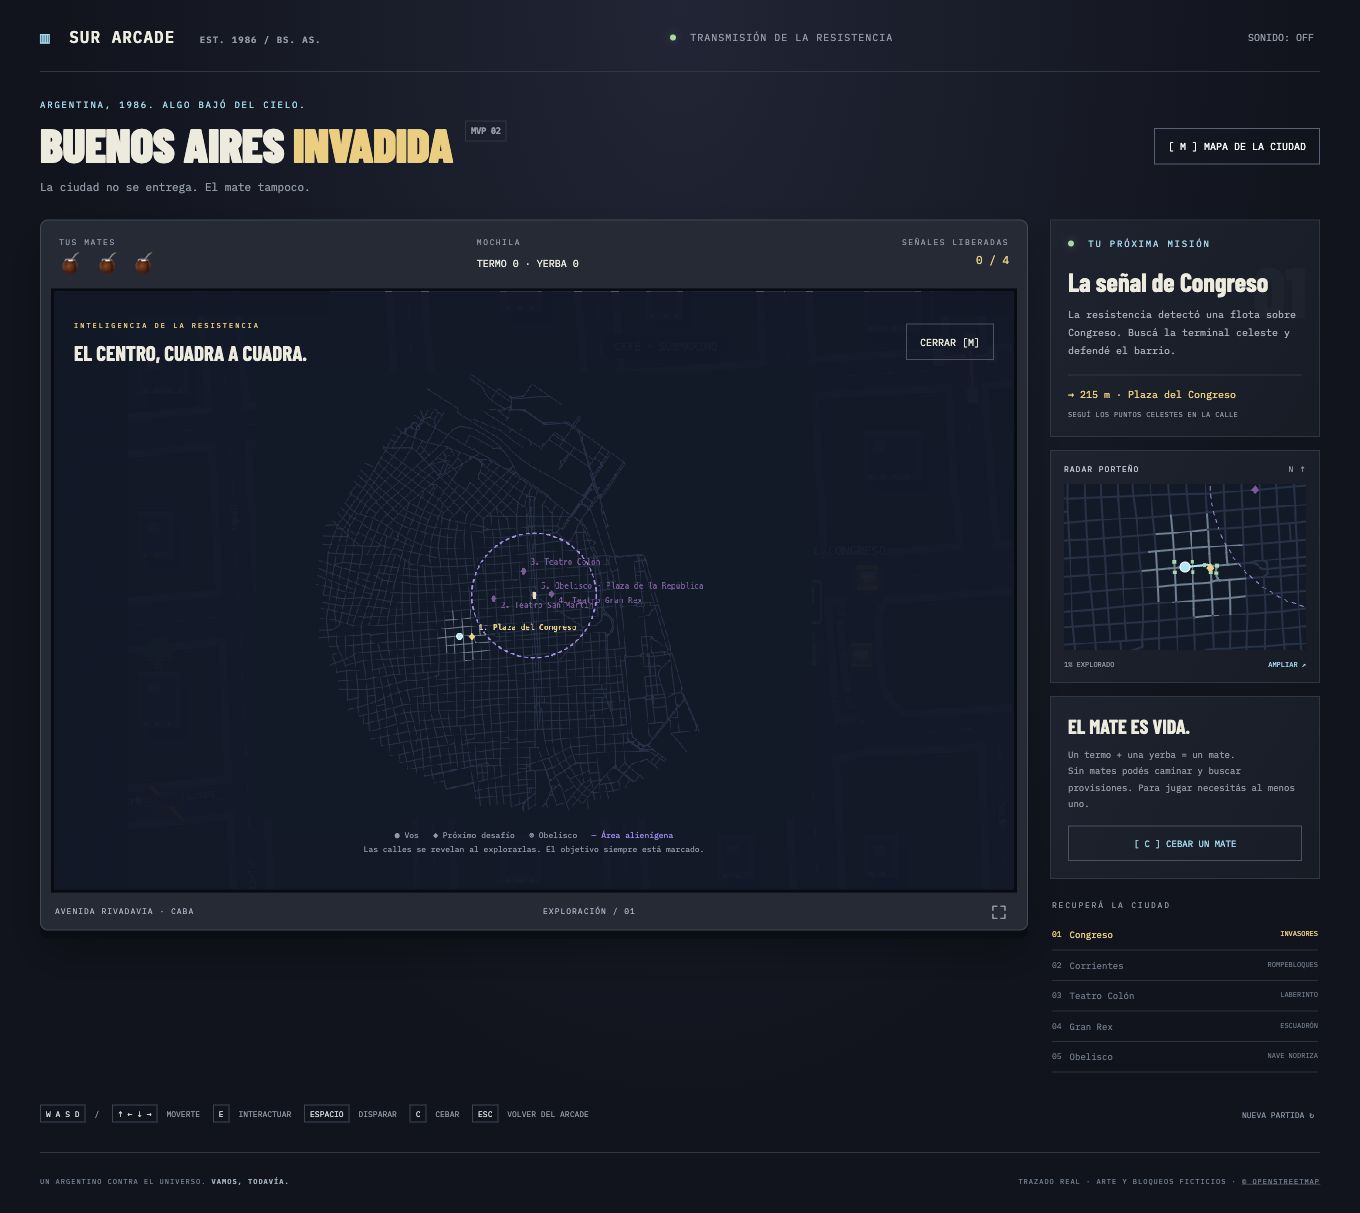 SUR ARCADE
EST. 1986 / BS. AS.
TRANSMISIÓN DE LA RESISTENCIA
SONIDO: OFF
ARGENTINA, 1986. ALGO BAJÓ DEL CIELO.
BUENOS AIRES INVADIDA
MVP 02
[ M ] MAPA DE LA CIUDAD
La ciudad no se entrega. El mate tampoco.
TUS MATES
MOCHILA
TERMO 0 · YERBA 0
SEÑALES LIBERADAS
0 / 4
INTELIGENCIA DE LA RESISTENCIA
EL CENTRO, CUADRA A CUADRA.
CERRAR [M]
3. Teatro Colón
5. Obelisco · Plaza de la República
4. Teatro Gran Rex
2. Teatro San Martín
1. Plaza del Congreso
● Vos ◆ Próximo desafío ⊙ Obelisco — Área alienígena
Las calles se revelan al explorarlas. El objetivo siempre está marcado.
AVENIDA RIVADAVIA · CABA
EXPLORACIÓN / 01
TU PRÓXIMA MISIÓN
01
La señal de Congreso
La resistencia detectó una flota sobre
Congreso. Buscá la terminal celeste y
defendé el barrio.
→ 215 m · Plaza del Congreso
SEGUÍ LOS PUNTOS CELESTES EN LA CALLE
RADAR PORTEÑO
N ↑
1% EXPLORADO
AMPLIAR ↗
EL MATE ES VIDA.
Un termo + una yerba = un mate.
Sin mates podés caminar y buscar
provisiones. Para jugar necesitás al menos
uno.
[ C ] CEBAR UN MATE
RECUPERÁ LA CIUDAD
01 Congreso INVASORES
02 Corrientes ROMPEBLOQUES
03 Teatro Colón LABERINTO
04 Gran Rex ESCUADRÓN
05 Obelisco NAVE NODRIZA
W A S D / ↑ ← ↓ → MOVERTE E INTERACTUAR ESPACIO DISPARAR C CEBAR ESC VOLVER DEL ARCADE
NUEVA PARTIDA ↻
UN ARGENTINO CONTRA EL UNIVERSO. VAMOS, TODAVÍA.
TRAZADO REAL · ARTE Y BLOQUEOS FICTICIOS · © OPENSTREETMAP